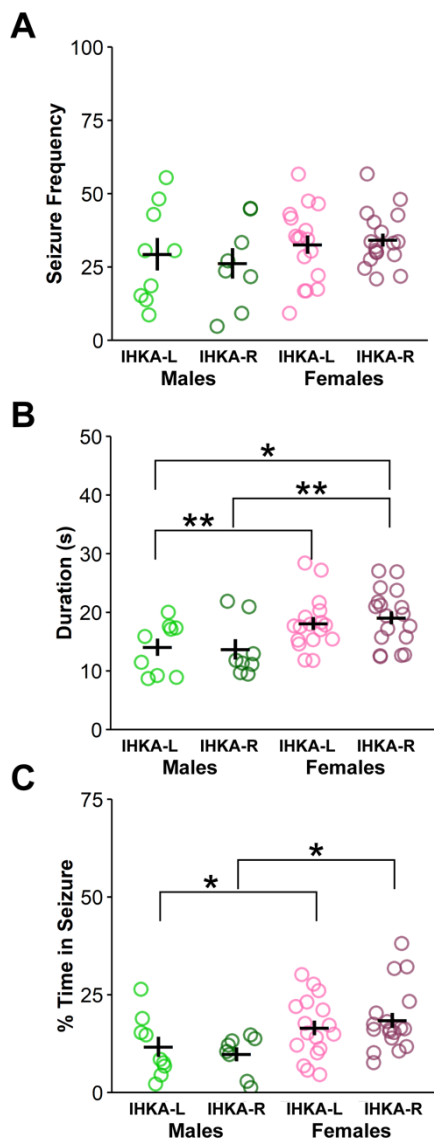 A
Seizure Frequency
100
75
50
25
0
IHKA-L IHKA-R IHKA-L IHKA-R
Males Females
B
Duration (s)
50
40
30
20
10
0
*
**
**
IHKA-L IHKA-R IHKA-L IHKA-R
Males Females
C
% Time in Seizure
75
50
25
0
*
*
IHKA-L IHKA-R IHKA-L IHKA-R
Males Females